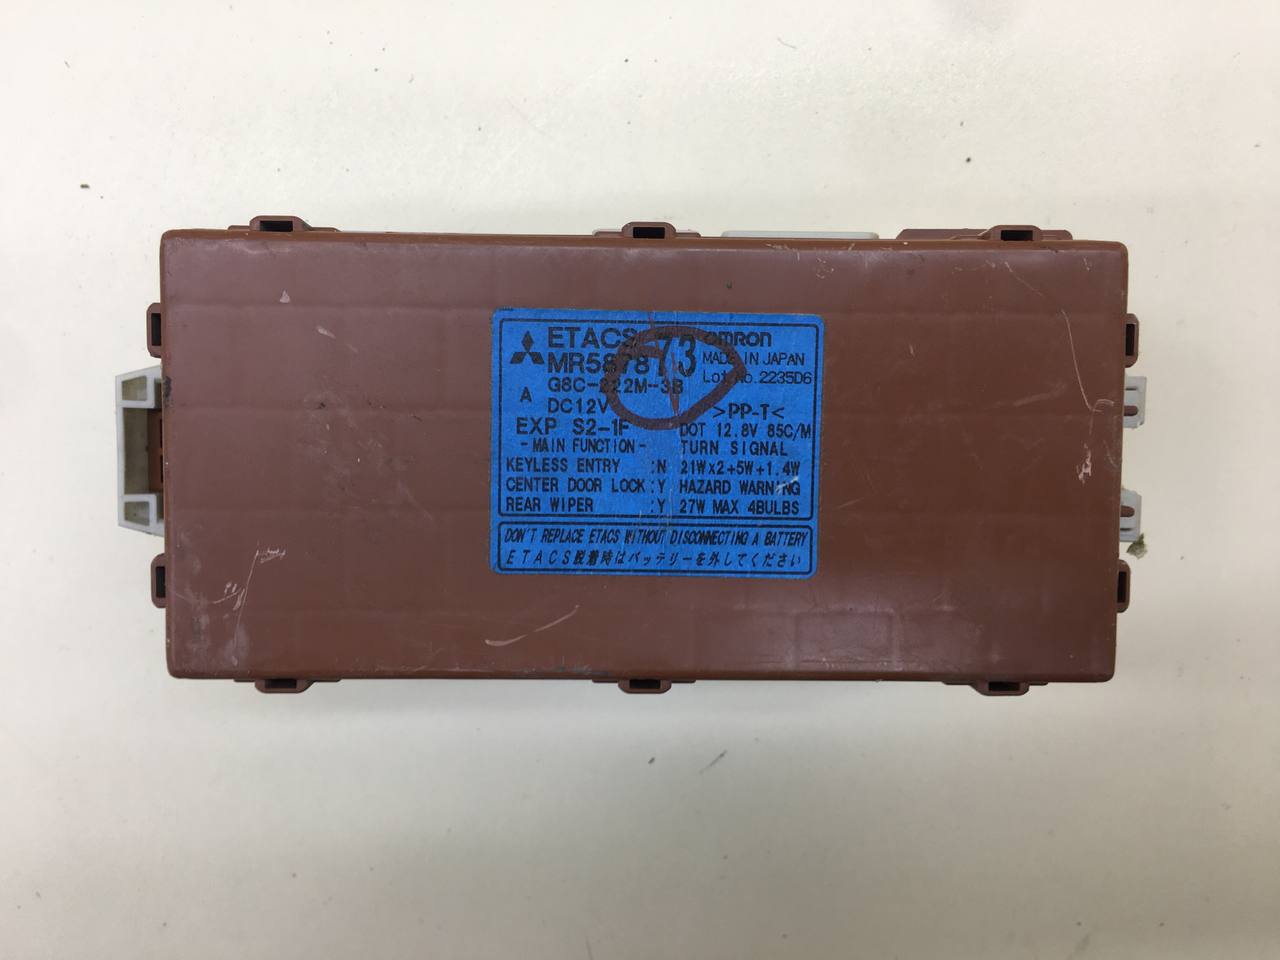 ETACS omron
MR587873 MADE IN JAPAN
G8C-222M-3B Lot.No.2235D6
A
DC12V >PP-T<
EXP S2-1F DOT 12.8V 85C/M
-MAIN FUNCTION- TURN SIGNAL
KEYLESS ENTRY :N 21W×2+5W+1.4W
CENTER DOOR LOCK:Y HAZARD WARNING
REAR WIPER :Y 27W MAX 4BULBS
DON'T REPLACE ETACS WITHOUT DISCONNECTING A BATTERY
ETACS脱着時はバッテリーを外してください